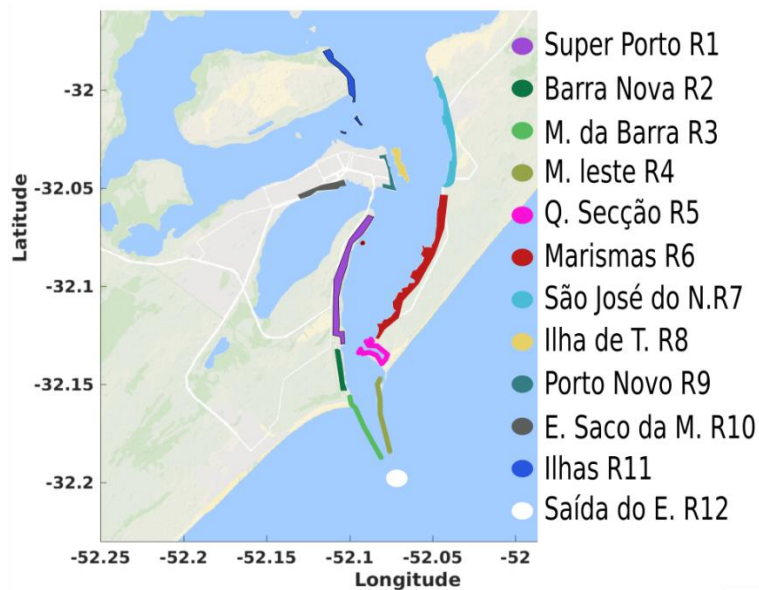 Super Porto R1
Barra Nova R2
M. da Barra R3
M. leste R4
Q. Secção R5
Marismas R6
São José do N.R7
Ilha de T. R8
Porto Novo R9
E. Saco da M. R10
Ilhas R11
Saída do E. R12
Latitude
-32
-32.05
-32.1
-32.15
-32.2
-52.25
-52.2
-52.15
-52.1
-52.05
-52
Longitude